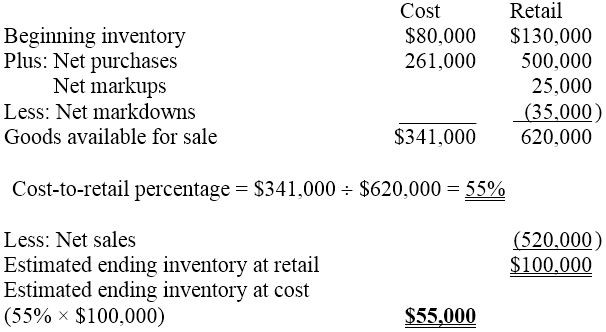 Cost Retail
Beginning inventory $80,000 $130,000
Plus: Net purchases 261,000 500,000
Net markups 25,000
Less: Net markdowns (35,000)
Goods available for sale $341,000 620,000
Cost-to-retail percentage = $341,000 ÷ $620,000 = 55%
Less: Net sales (520,000)
Estimated ending inventory at retail $100,000
Estimated ending inventory at cost
(55% × $100,000) $55,000